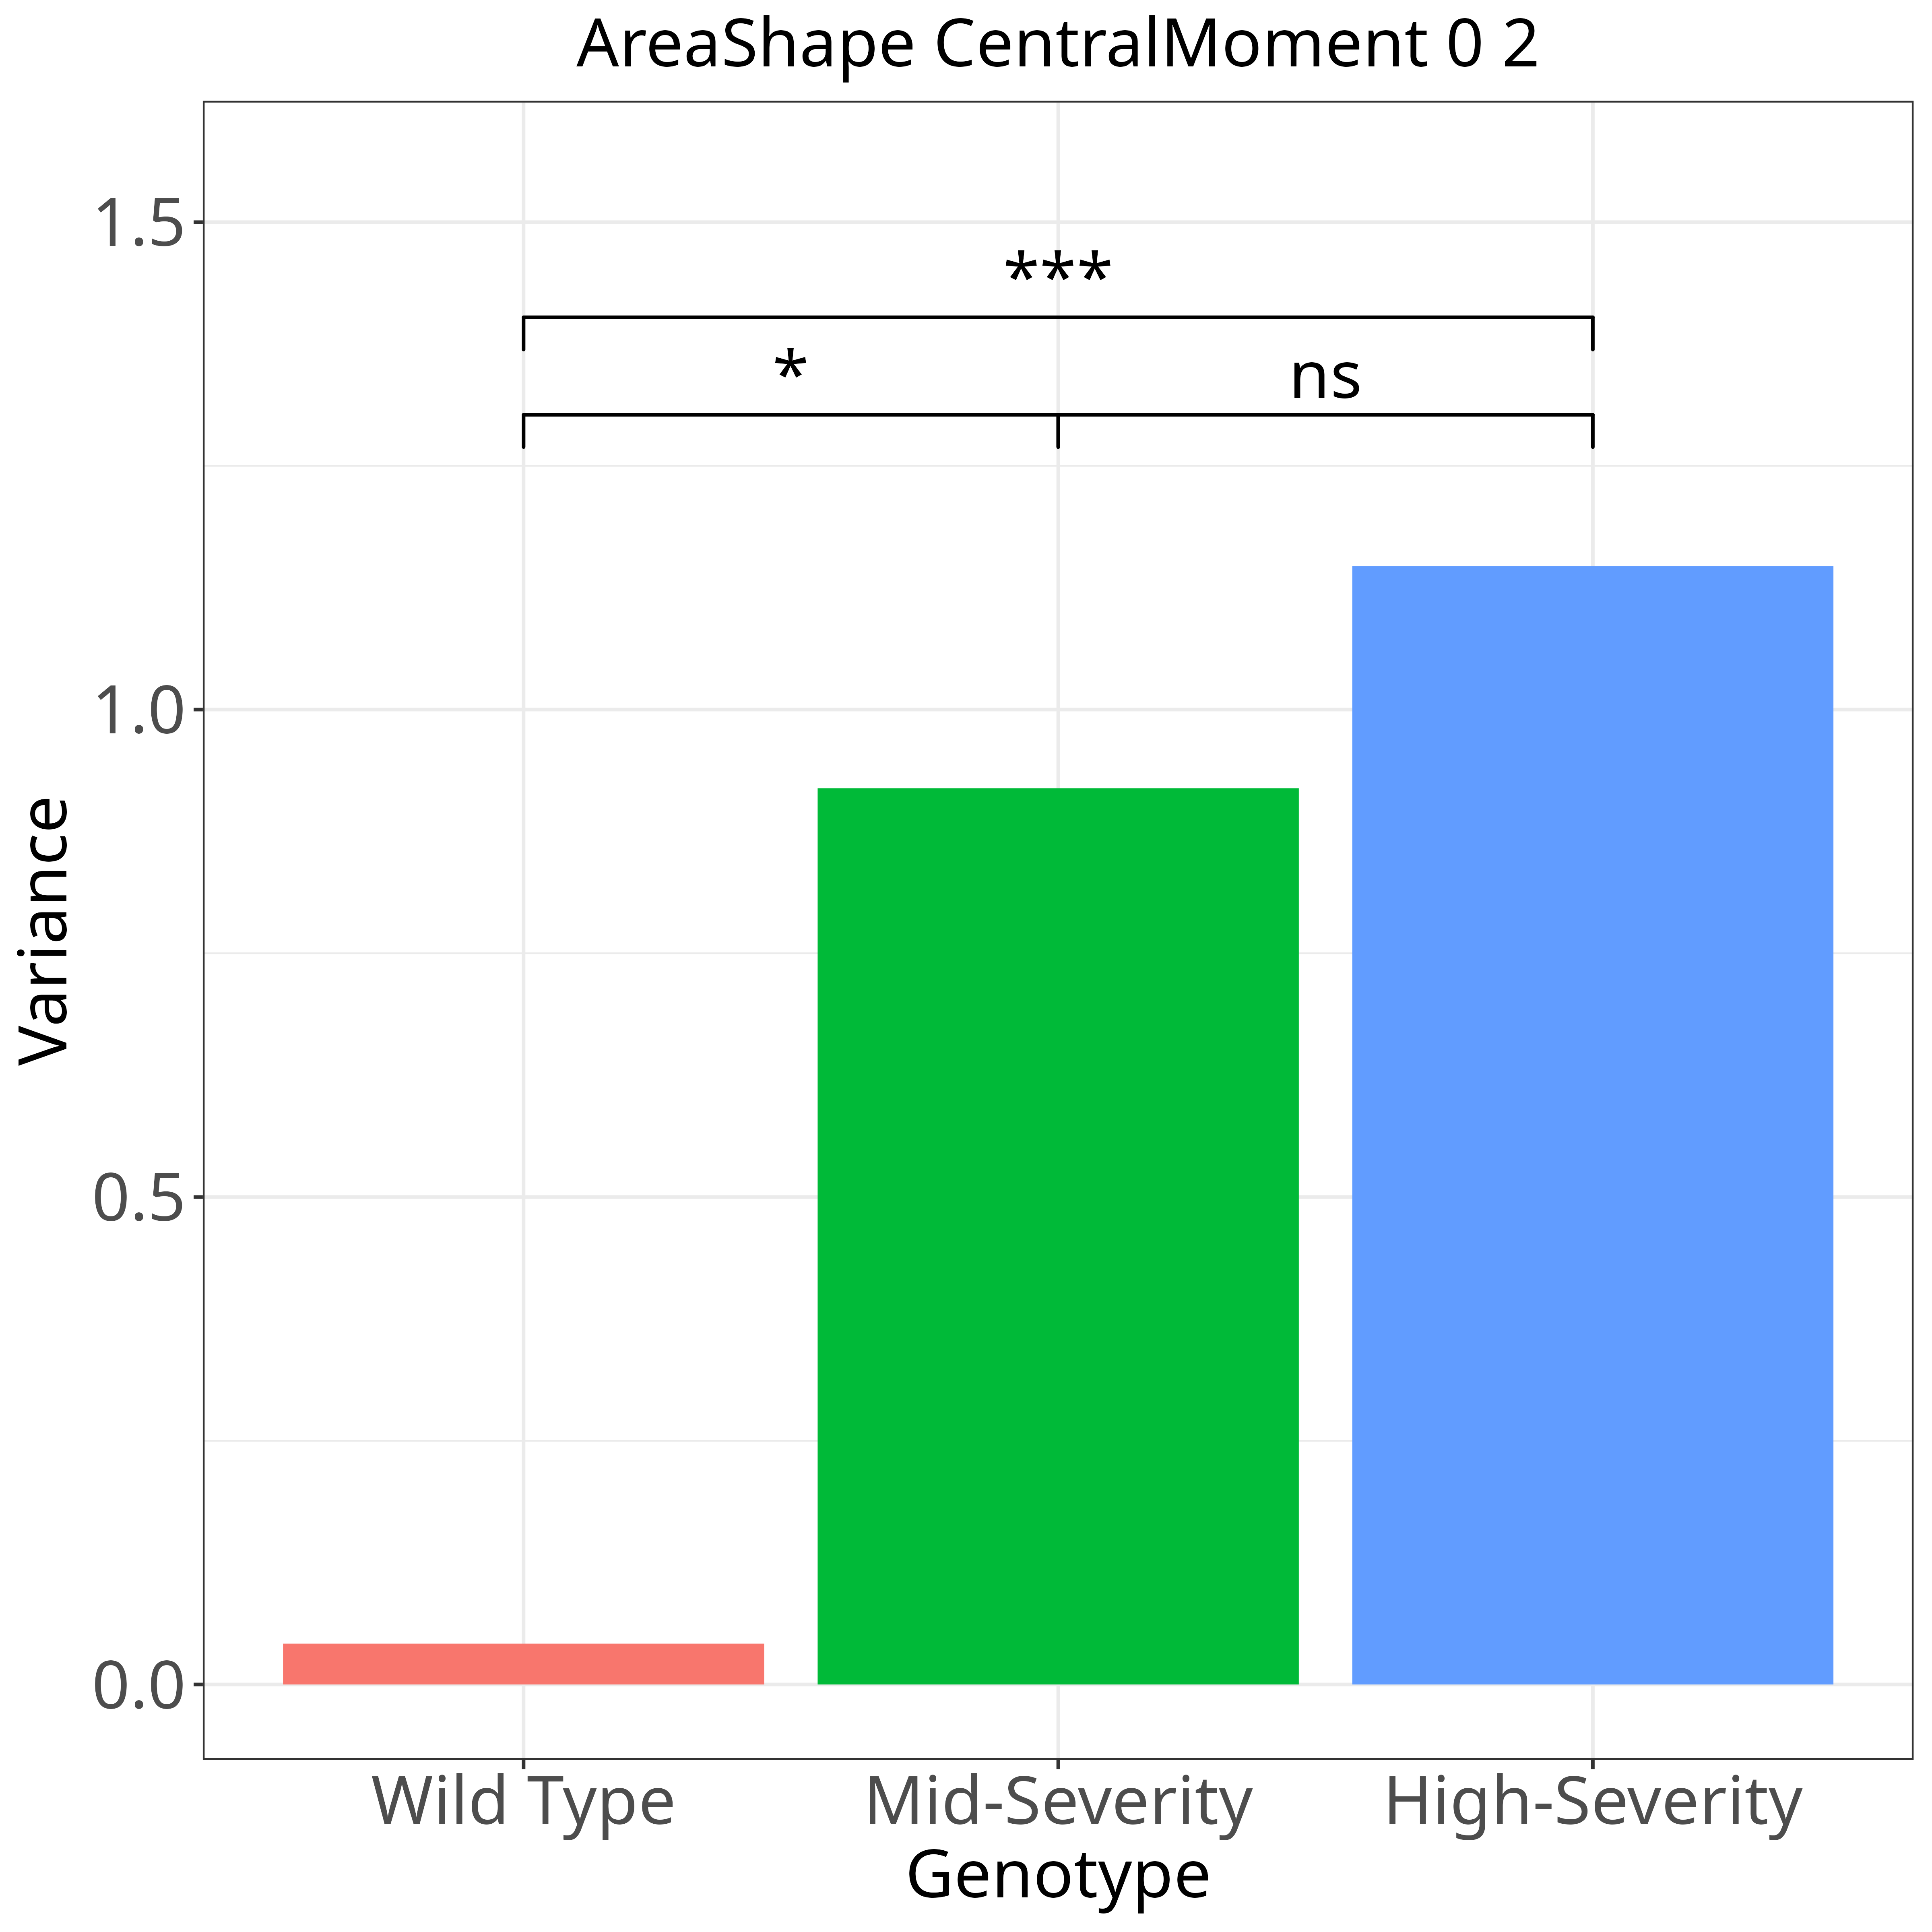 AreaShape CentralMoment 0 2
1.5
***
* ns
1.0
Variance
0.5
0.0
Wild Type Mid-Severity High-Severity
Genotype